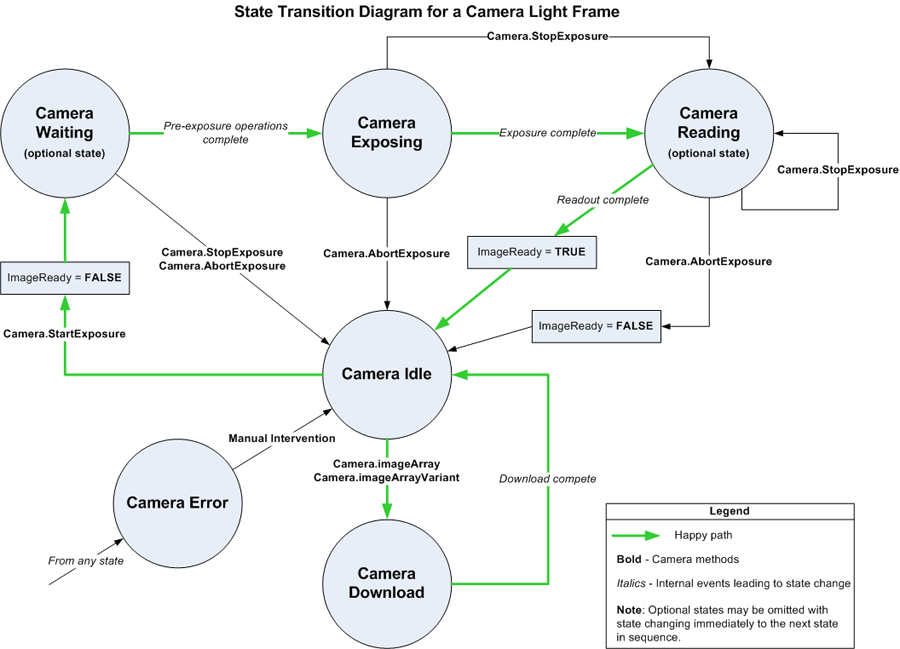 State Transition Diagram for a Camera Light Frame
Camera.StopExposure
Camera
Waiting
(optional state)
Pre-exposure operations
complete
Camera
Exposing
Exposure complete
Camera
Reading
(optional state)
Camera.StopExposure
Readout complete
Camera.StopExposure
Camera.AbortExposure
Camera.AbortExposure
ImageReady = TRUE
Camera.AbortExposure
ImageReady = FALSE
Camera.StartExposure
ImageReady = FALSE
Camera Idle
Manual Intervention
Camera.imageArray
Camera.imageArrayVariant
Download compete
Camera Error
From any state
Camera
Download
Legend
Happy path
Bold - Camera methods
Italics - Internal events leading to state change
Note: Optional states may be omitted with
state changing immediately to the next state
in sequence.